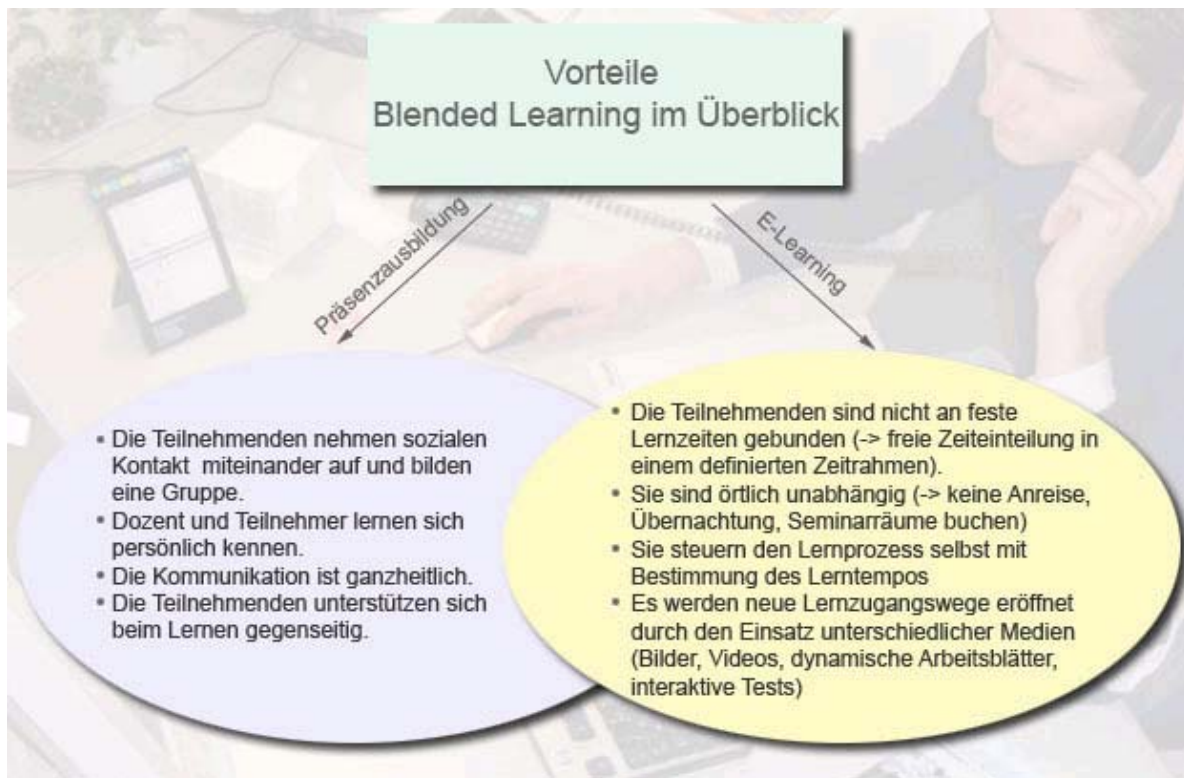 Vorteile
Blended Learning im Überblick
Präsenzausbildung
E-Learning
• Die Teilnehmenden nehmen sozialen
Kontakt miteinander auf und bilden
eine Gruppe.
• Dozent und Teilnehmer lernen sich
persönlich kennen.
• Die Kommunikation ist ganzheitlich.
• Die Teilnehmenden unterstützen sich
beim Lernen gegenseitig.
• Die Teilnehmenden sind nicht an feste
Lernzeiten gebunden (-> freie Zeiteinteilung in
einem definierten Zeitrahmen).
• Sie sind örtlich unabhängig (-> keine Anreise,
Übernachtung, Seminarräume buchen)
• Sie steuern den Lernprozess selbst mit
Bestimmung des Lerntempos
• Es werden neue Lernzugangswege eröffnet
durch den Einsatz unterschiedlicher Medien
(Bilder, Videos, dynamische Arbeitsblätter,
interaktive Tests)